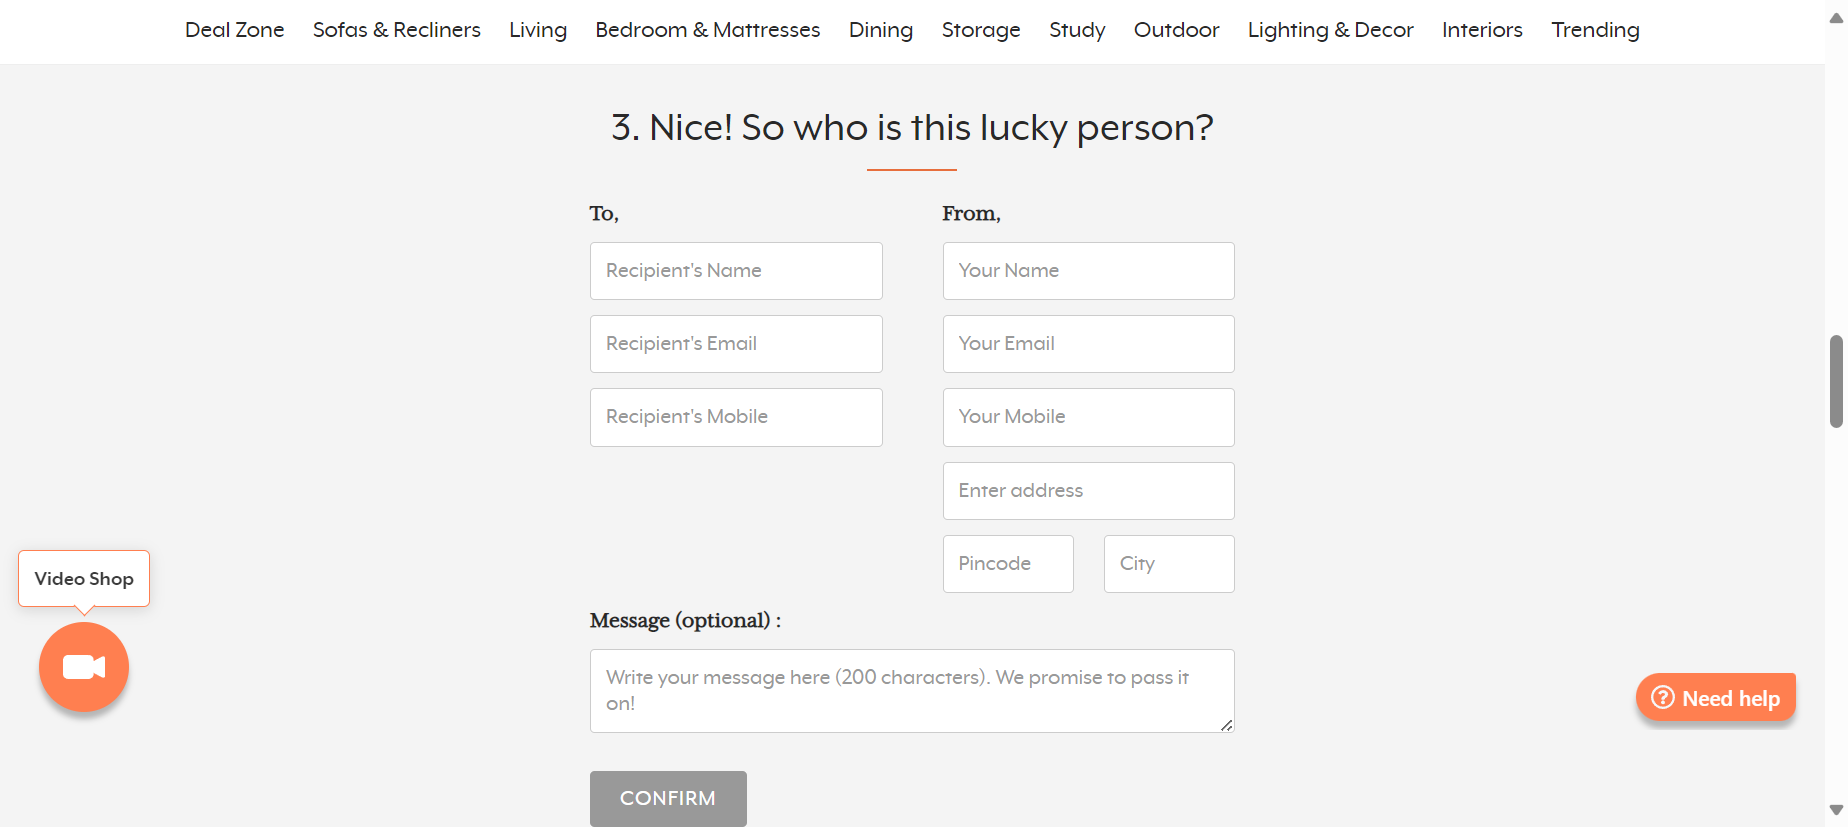 Deal Zone Sofas & Recliners Living Bedroom & Mattresses Dining Storage Study Outdoor Lighting & Decor Interiors Trending
3. Nice! So who is this lucky person?
To,
From,
Recipient's Name
Your Name
Recipient's Email
Your Email
Recipient's Mobile
Your Mobile
Enter address
Pincode
City
Video Shop
Message (optional) :
Write your message here (200 characters). We promise to pass it
on!
Need help
CONFIRM